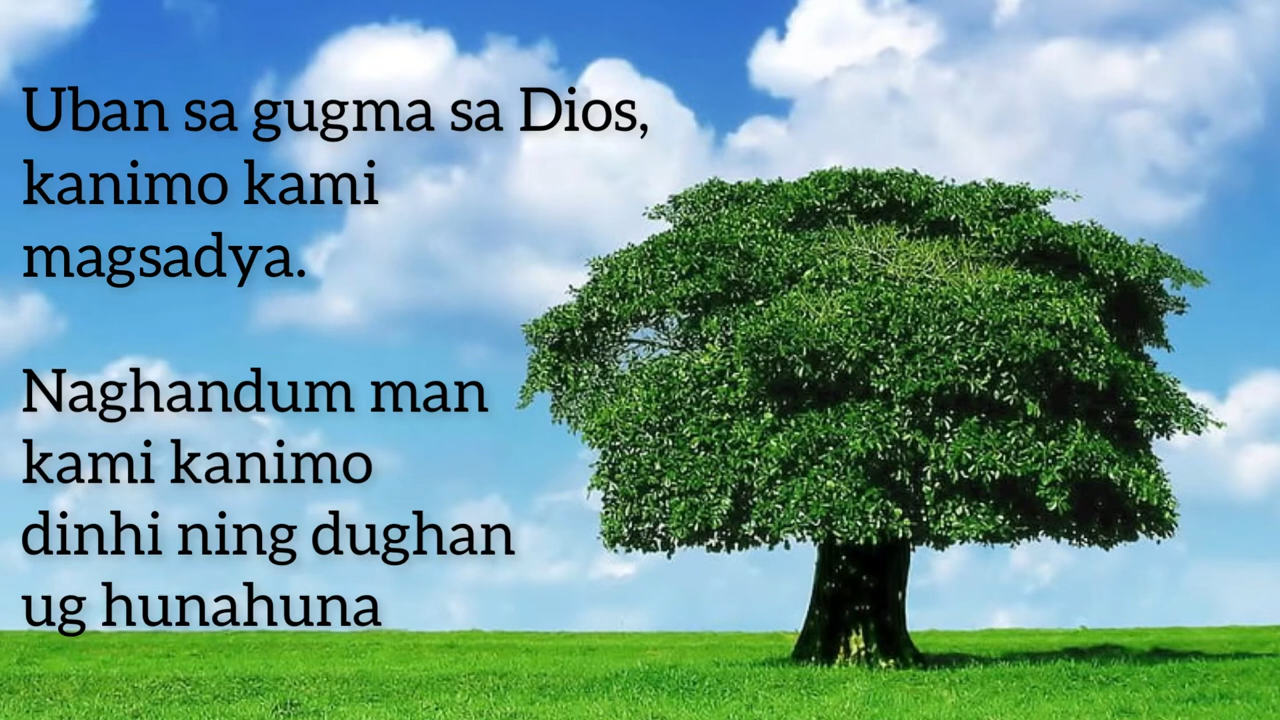 Uban sa gugma sa Dios,
kanimo kami
magsadya.
Naghandum man
kami kanimo
dinhi ning dughan
ug hunahuna